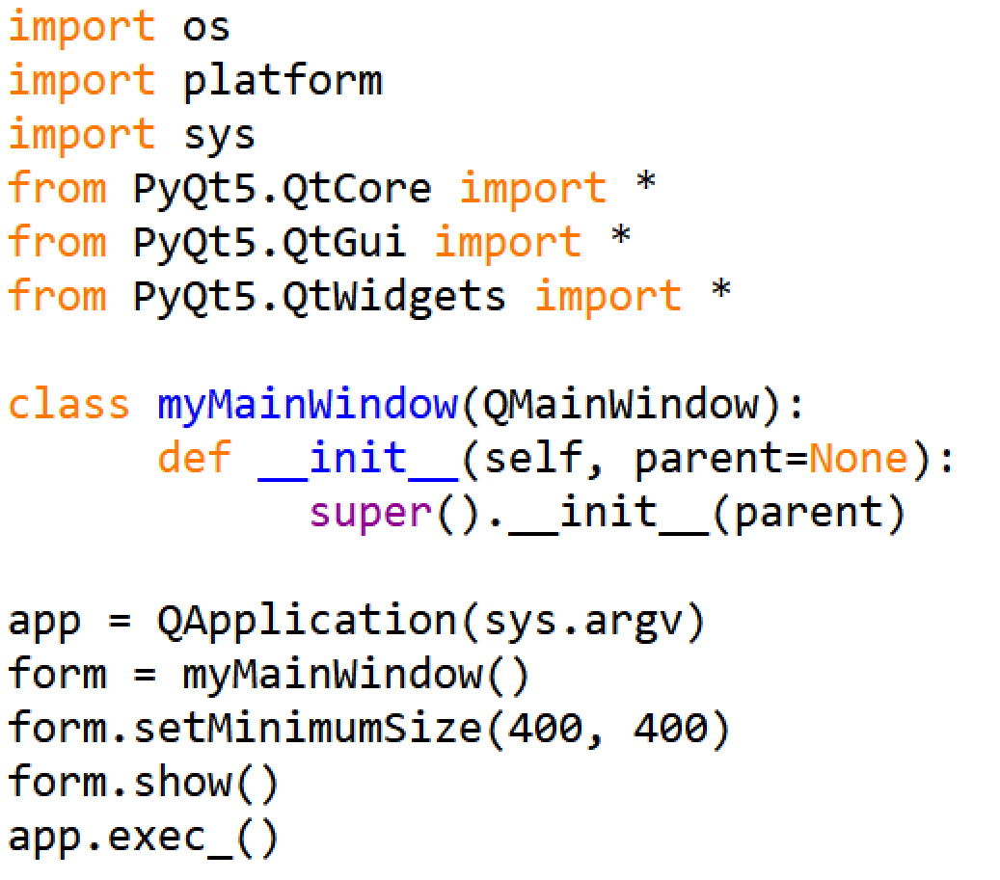 import os
import platform
import sys
from PyQt5.QtCore import *
from PyQt5.QtGui import *
from PyQt5.QtWidgets import *

class myMainWindow(QMainWindow):
      def __init__(self, parent=None):
            super().__init__(parent)

app = QApplication(sys.argv)
form = myMainWindow()
form.setMinimumSize(400, 400)
form.show()
app.exec_()